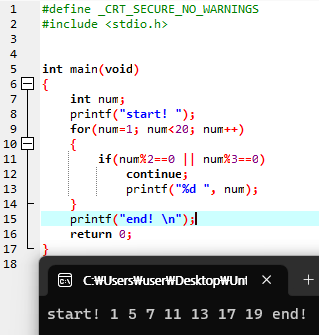 1 #define _CRT_SECURE_NO_WARNINGS
2 #include <stdio.h>
3
4
5 int main(void)
6 {
7 int num;
8 printf("start! ");
9 for(num=1; num<20; num++)
10 {
11 if(num%2==0 || num%3==0)
12 continue;
13 printf("%d ", num);
14 }
15 printf("end! \n");
16 return 0;
17 }
18
C:₩Users₩user₩Desktop₩Unt
start! 1 5 7 11 13 17 19 end!